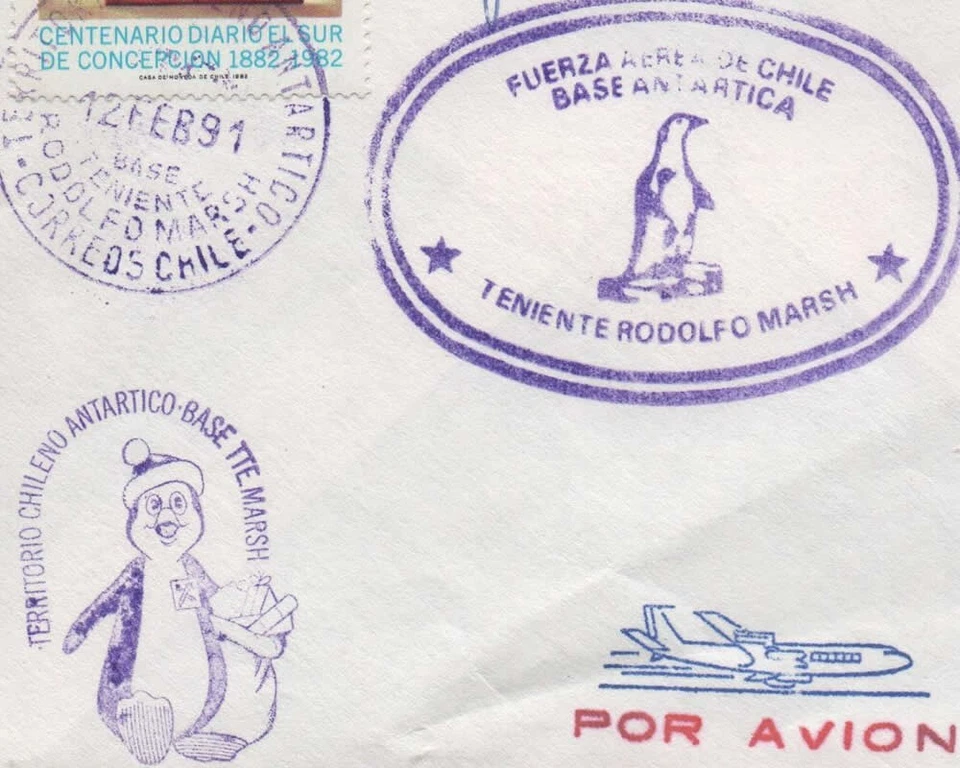 CENTENARIO DIARIO EL SUR
DE CONCEPCION 1882-1982
CASA DE MONEDA DE CHILE 1982
ANTARTICO
12 FEB 91
BASE
TENIENTE
RODOLFO MARSH
CORREOS CHILE
FUERZA AEREA DE CHILE
BASE ANTARTICA
TENIENTE RODOLFO MARSH
TERRITORIO CHILENO ANTARTICO·BASE TTE. MARSH
POR AVION